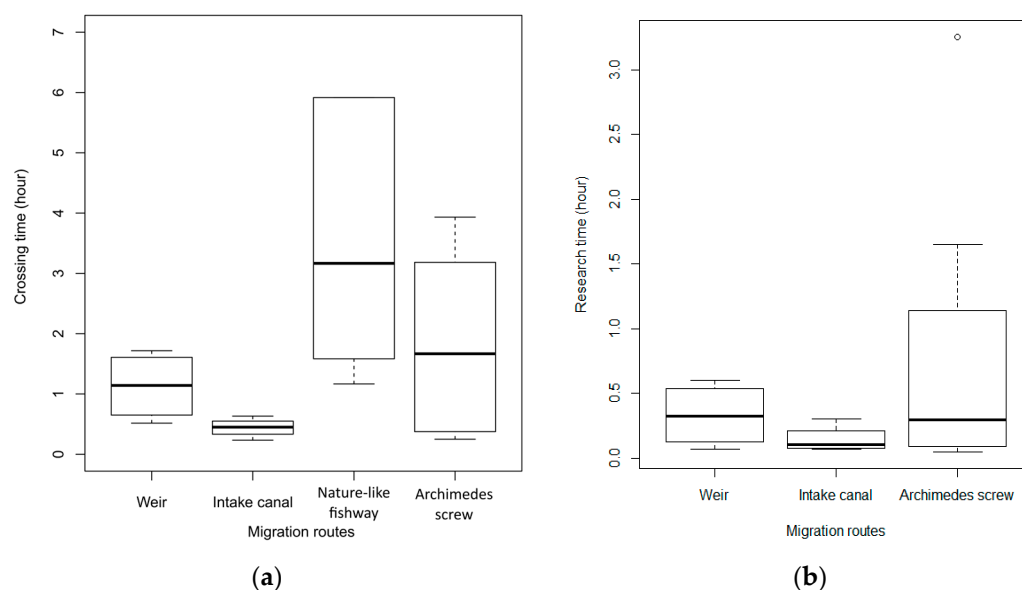 7
6
5
4
3
2
1
0
Crossing time (hour)
Weir
Intake canal
Nature-like
fishway
Archimedes
screw
Migration routes
(a)
3.0
2.5
2.0
1.5
1.0
0.5
0.0
Research time (hour)
Weir
Intake canal
Archimedes screw
Migration routes
(b)